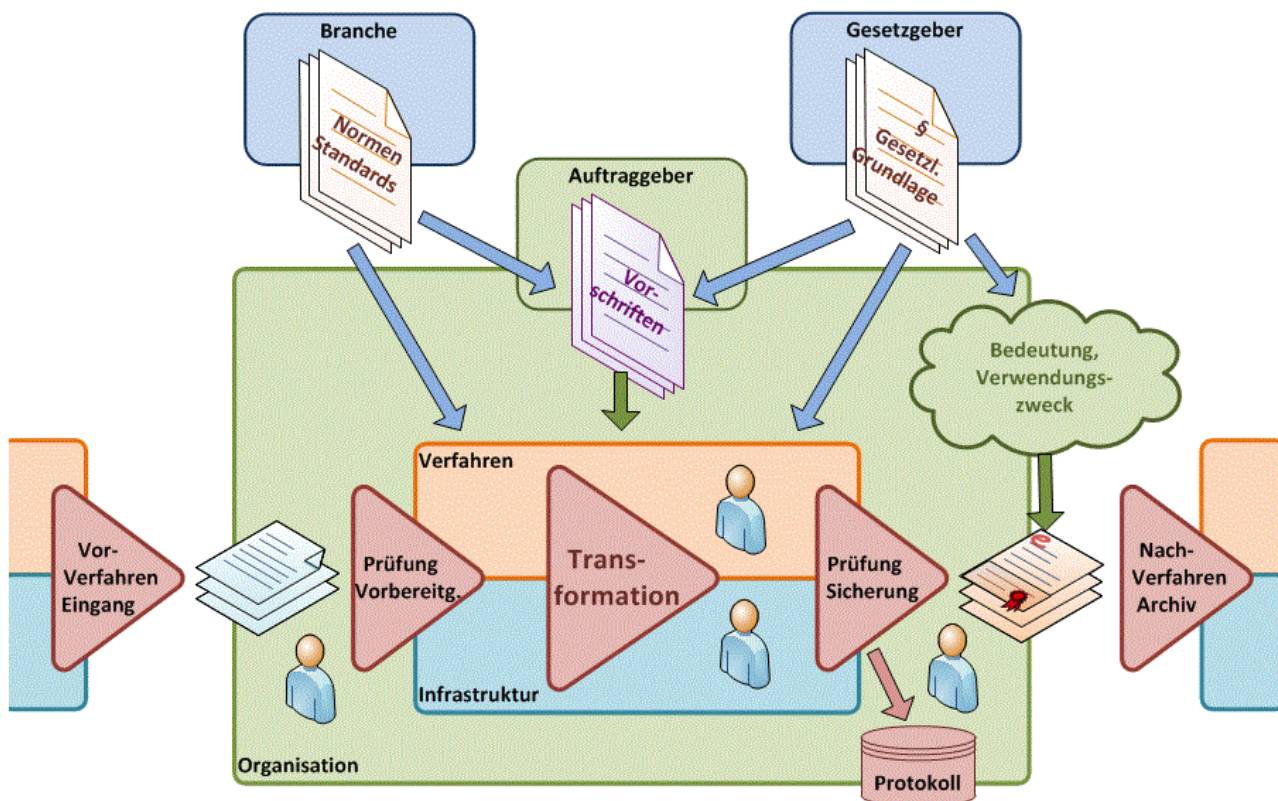 Branche
Gesetzgeber
Normen
Standards
§
Gesetzl.
Grundlage
Auftraggeber
Vor-
schriften
Bedeutung,
Verwendungs-
zweck
Verfahren
Vor-
Verfahren
Eingang
Prüfung
Vorbereitg.
Trans-
formation
Prüfung
Sicherung
e
Nach-
Verfahren
Archiv
Infrastruktur
Organisation
Protokoll